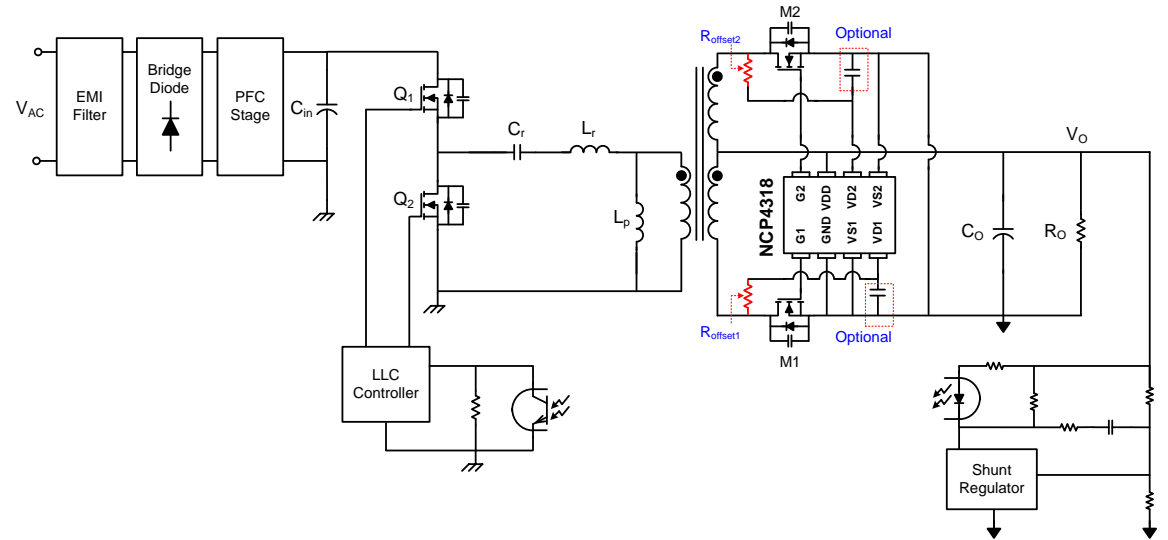 M2
Roffset2
Optional
VAC
EMI
Filter
Bridge
Diode
PFC
Stage
Cin
Q1
Cr
Lr
VO
Q2
Lp
NCP4318
G2
VDD
VD2
VS2
G1
GND
VS1
VD1
CO
RO
Roffset1
Optional
M1
LLC
Controller
Shunt
Regulator